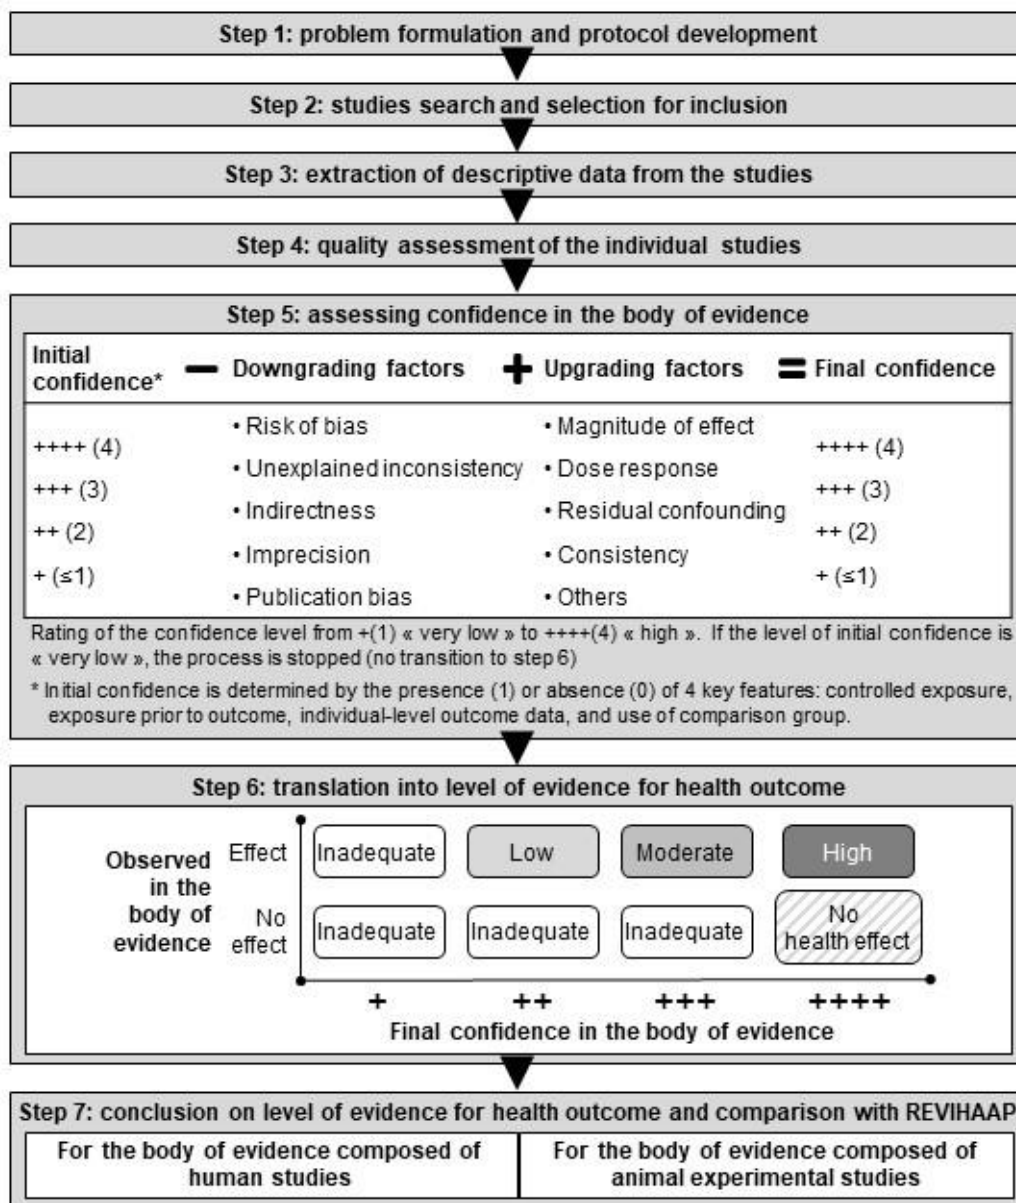 Step 1: problem formulation and protocol development
Step 2: studies search and selection for inclusion
Step 3: extraction of descriptive data from the studies
Step 4: quality assessment of the individual studies
Step 5: assessing confidence in the body of evidence
Initial confidence*
− Downgrading factors
+ Upgrading factors
= Final confidence
++++ (4)
+++ (3)
++ (2)
+ (≤1)
• Risk of bias
• Unexplained inconsistency
• Indirectness
• Imprecision
• Publication bias
• Magnitude of effect
• Dose response
• Residual confounding
• Consistency
• Others
++++ (4)
+++ (3)
++ (2)
+ (≤1)
Rating of the confidence level from +(1) « very low » to ++++(4) « high ». If the level of initial confidence is
« very low », the process is stopped (no transition to step 6)
* Initial confidence is determined by the presence (1) or absence (0) of 4 key features: controlled exposure,
exposure prior to outcome, individual-level outcome data, and use of comparison group.
Step 6: translation into level of evidence for health outcome
Observed
in the
body of
evidence
Effect
Inadequate
Low
Moderate
High
No
effect
Inadequate
Inadequate
Inadequate
No
health effect
+
++
+++
++++
Final confidence in the body of evidence
Step 7: conclusion on level of evidence for health outcome and comparison with REVIHAAP
For the body of evidence composed of
human studies
For the body of evidence composed of
animal experimental studies